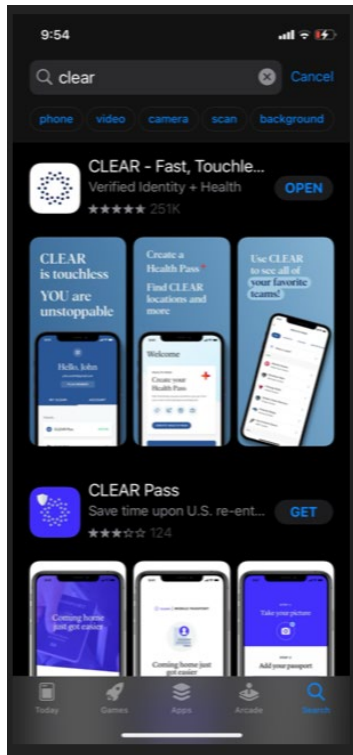 9:54
clear
Cancel
phone
video
camera
scan
background
CLEAR - Fast, Touchle...
Verified Identity + Health
OPEN
251K
CLEAR
is touchless
YOU are
unstoppable
Hello, John
Create a
Health Pass
Find CLEAR
locations and
more
Welcome
Create your
Health Pass
Use CLEAR
to see all of
your favorite
teams!
CLEAR Pass
Save time upon U.S. re-ent...
GET
124
Coming home
just got easier
Coming home just got
easier
Take your picture
Add your passport
Today
Games
Apps
Arcade
Search